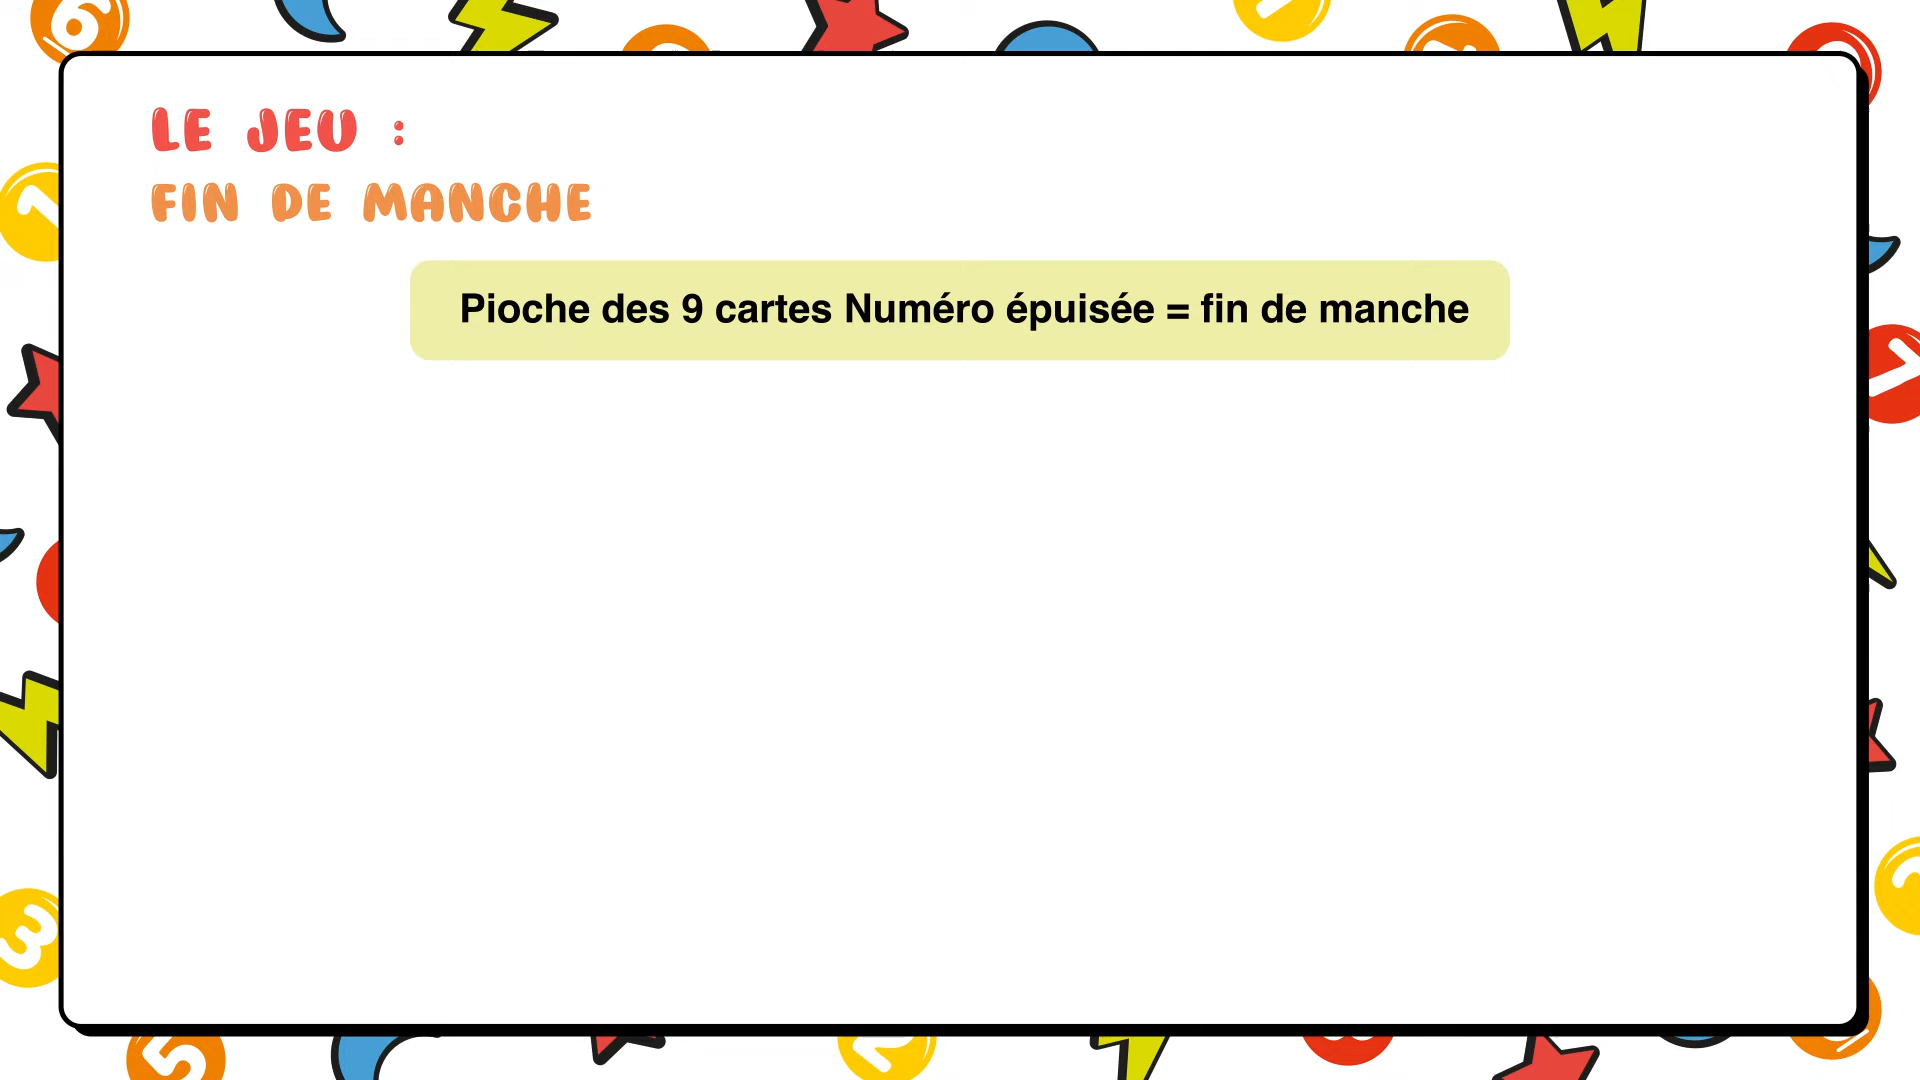 LE JEU :
FIN DE MANCHE
Pioche des 9 cartes Numéro épuisée = fin de manche